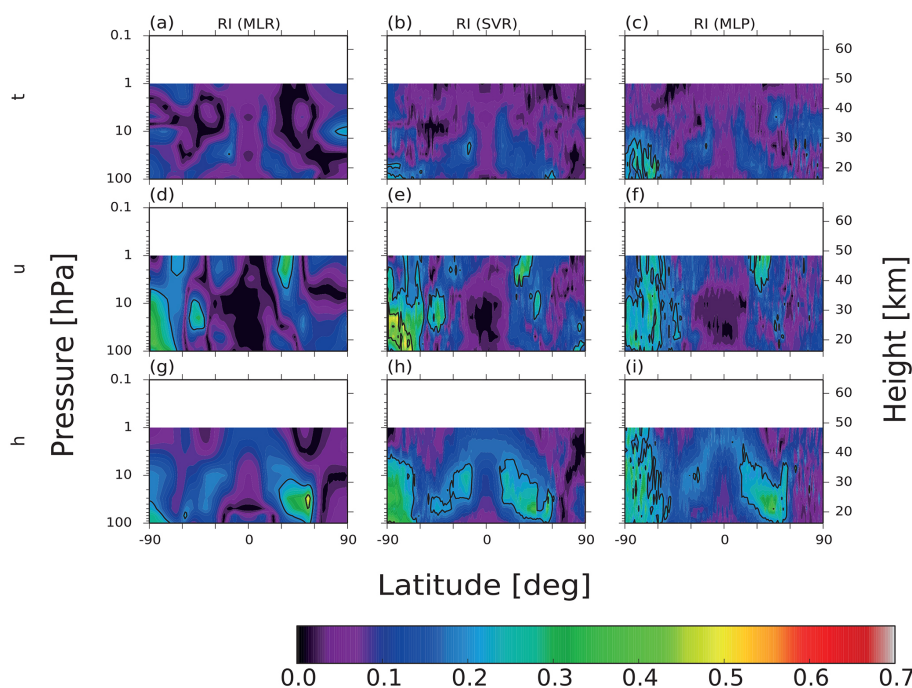 (a) RI (MLR) (b) RI (SVR) (c) RI (MLP)
0.1 60
1 50
t 40
10 30
100 20
(d) (e) (f)
0.1 60
1 50
u 40
10 30
100 20
(g) (h) (i)
0.1 60
1 50
h 40
10 30
100 20
-90 0 90 -90 0 90 -90 0 90
Pressure [hPa]
Height [km]
Latitude [deg]
0.0 0.1 0.2 0.3 0.4 0.5 0.6 0.7